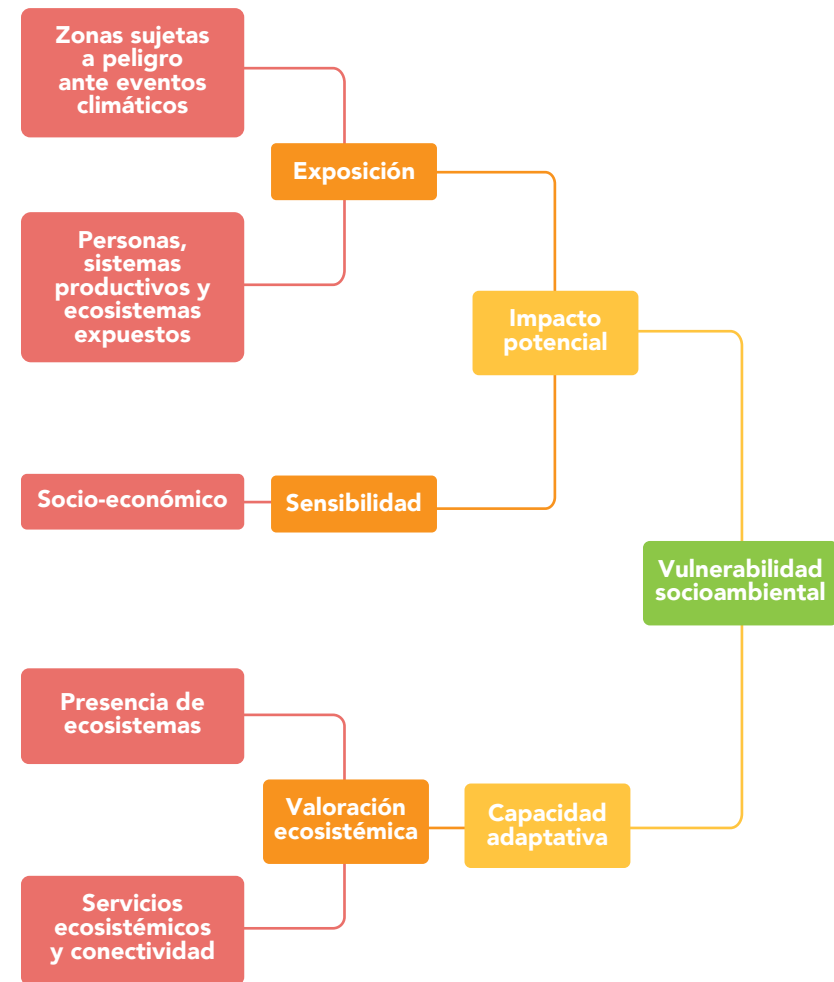 Zonas sujetas
a peligro
ante eventos
climáticos
Exposición
Personas,
sistemas
productivos y
ecosistemas
expuestos
Impacto
potencial
Socio-económico
Sensibilidad
Vulnerabilidad
socioambiental
Presencia de
ecosistemas
Valoración
ecosistémica
Capacidad
adaptativa
Servicios
ecosistémicos
y conectividad